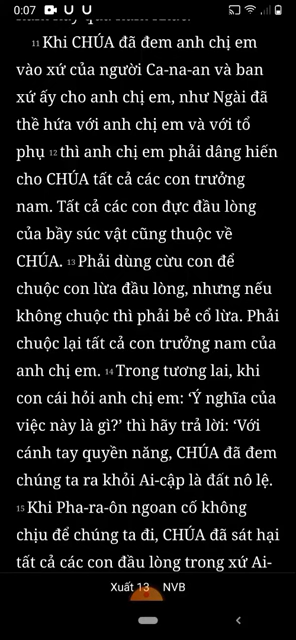 0:07
11 Khi CHÚA đã đem anh chị em
vào xứ của người Ca-na-an và ban
xứ ấy cho anh chị em, như Ngài đã
thề hứa với anh chị em và với tổ
phụ 12 thì anh chị em phải dâng hiến
cho CHÚA tất cả các con trưởng
nam. Tất cả các con đực đầu lòng
của bầy súc vật cũng thuộc về
CHÚA. 13 Phải dùng cừu con để
chuộc con lừa đầu lòng, nhưng nếu
không chuộc thì phải bẻ cổ lừa. Phải
chuộc lại tất cả con trưởng nam của
anh chị em. 14 Trong tương lai, khi
con cái hỏi anh chị em: ‘Ý nghĩa của
việc này là gì?’ thì hãy trả lời: ‘Với
cánh tay quyền năng, CHÚA đã đem
chúng ta ra khỏi Ai-cập là đất nô lệ.
15 Khi Pha-ra-ôn ngoan cố không
chịu để chúng ta đi, CHÚA đã sát hại
tất cả các con đầu lòng trong xứ Ai-
Xuất 13 NVB